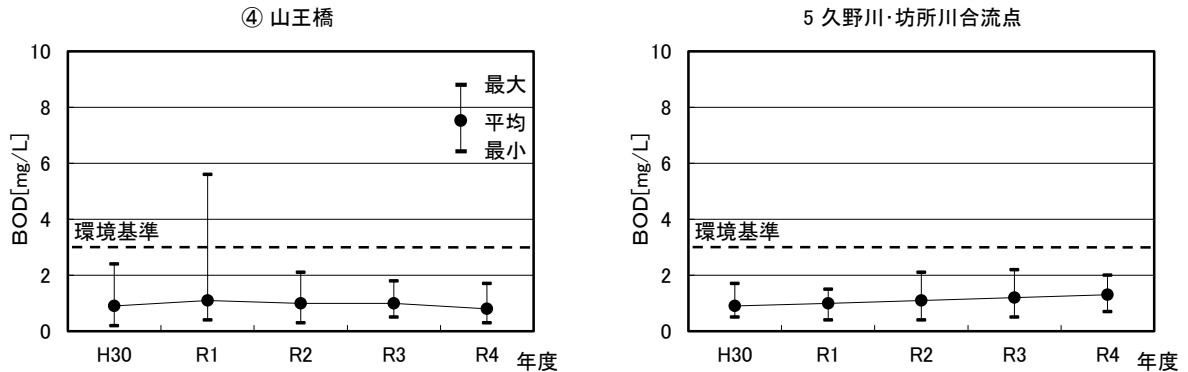 ④ 山王橋
10
8
6
4
2
0
BOD[mg/L]
最大
平均
最小
環境基準
H30 R1 R2 R3 R4 年度
5 久野川･坊所川合流点
10
8
6
4
2
0
BOD[mg/L]
環境基準
H30 R1 R2 R3 R4 年度